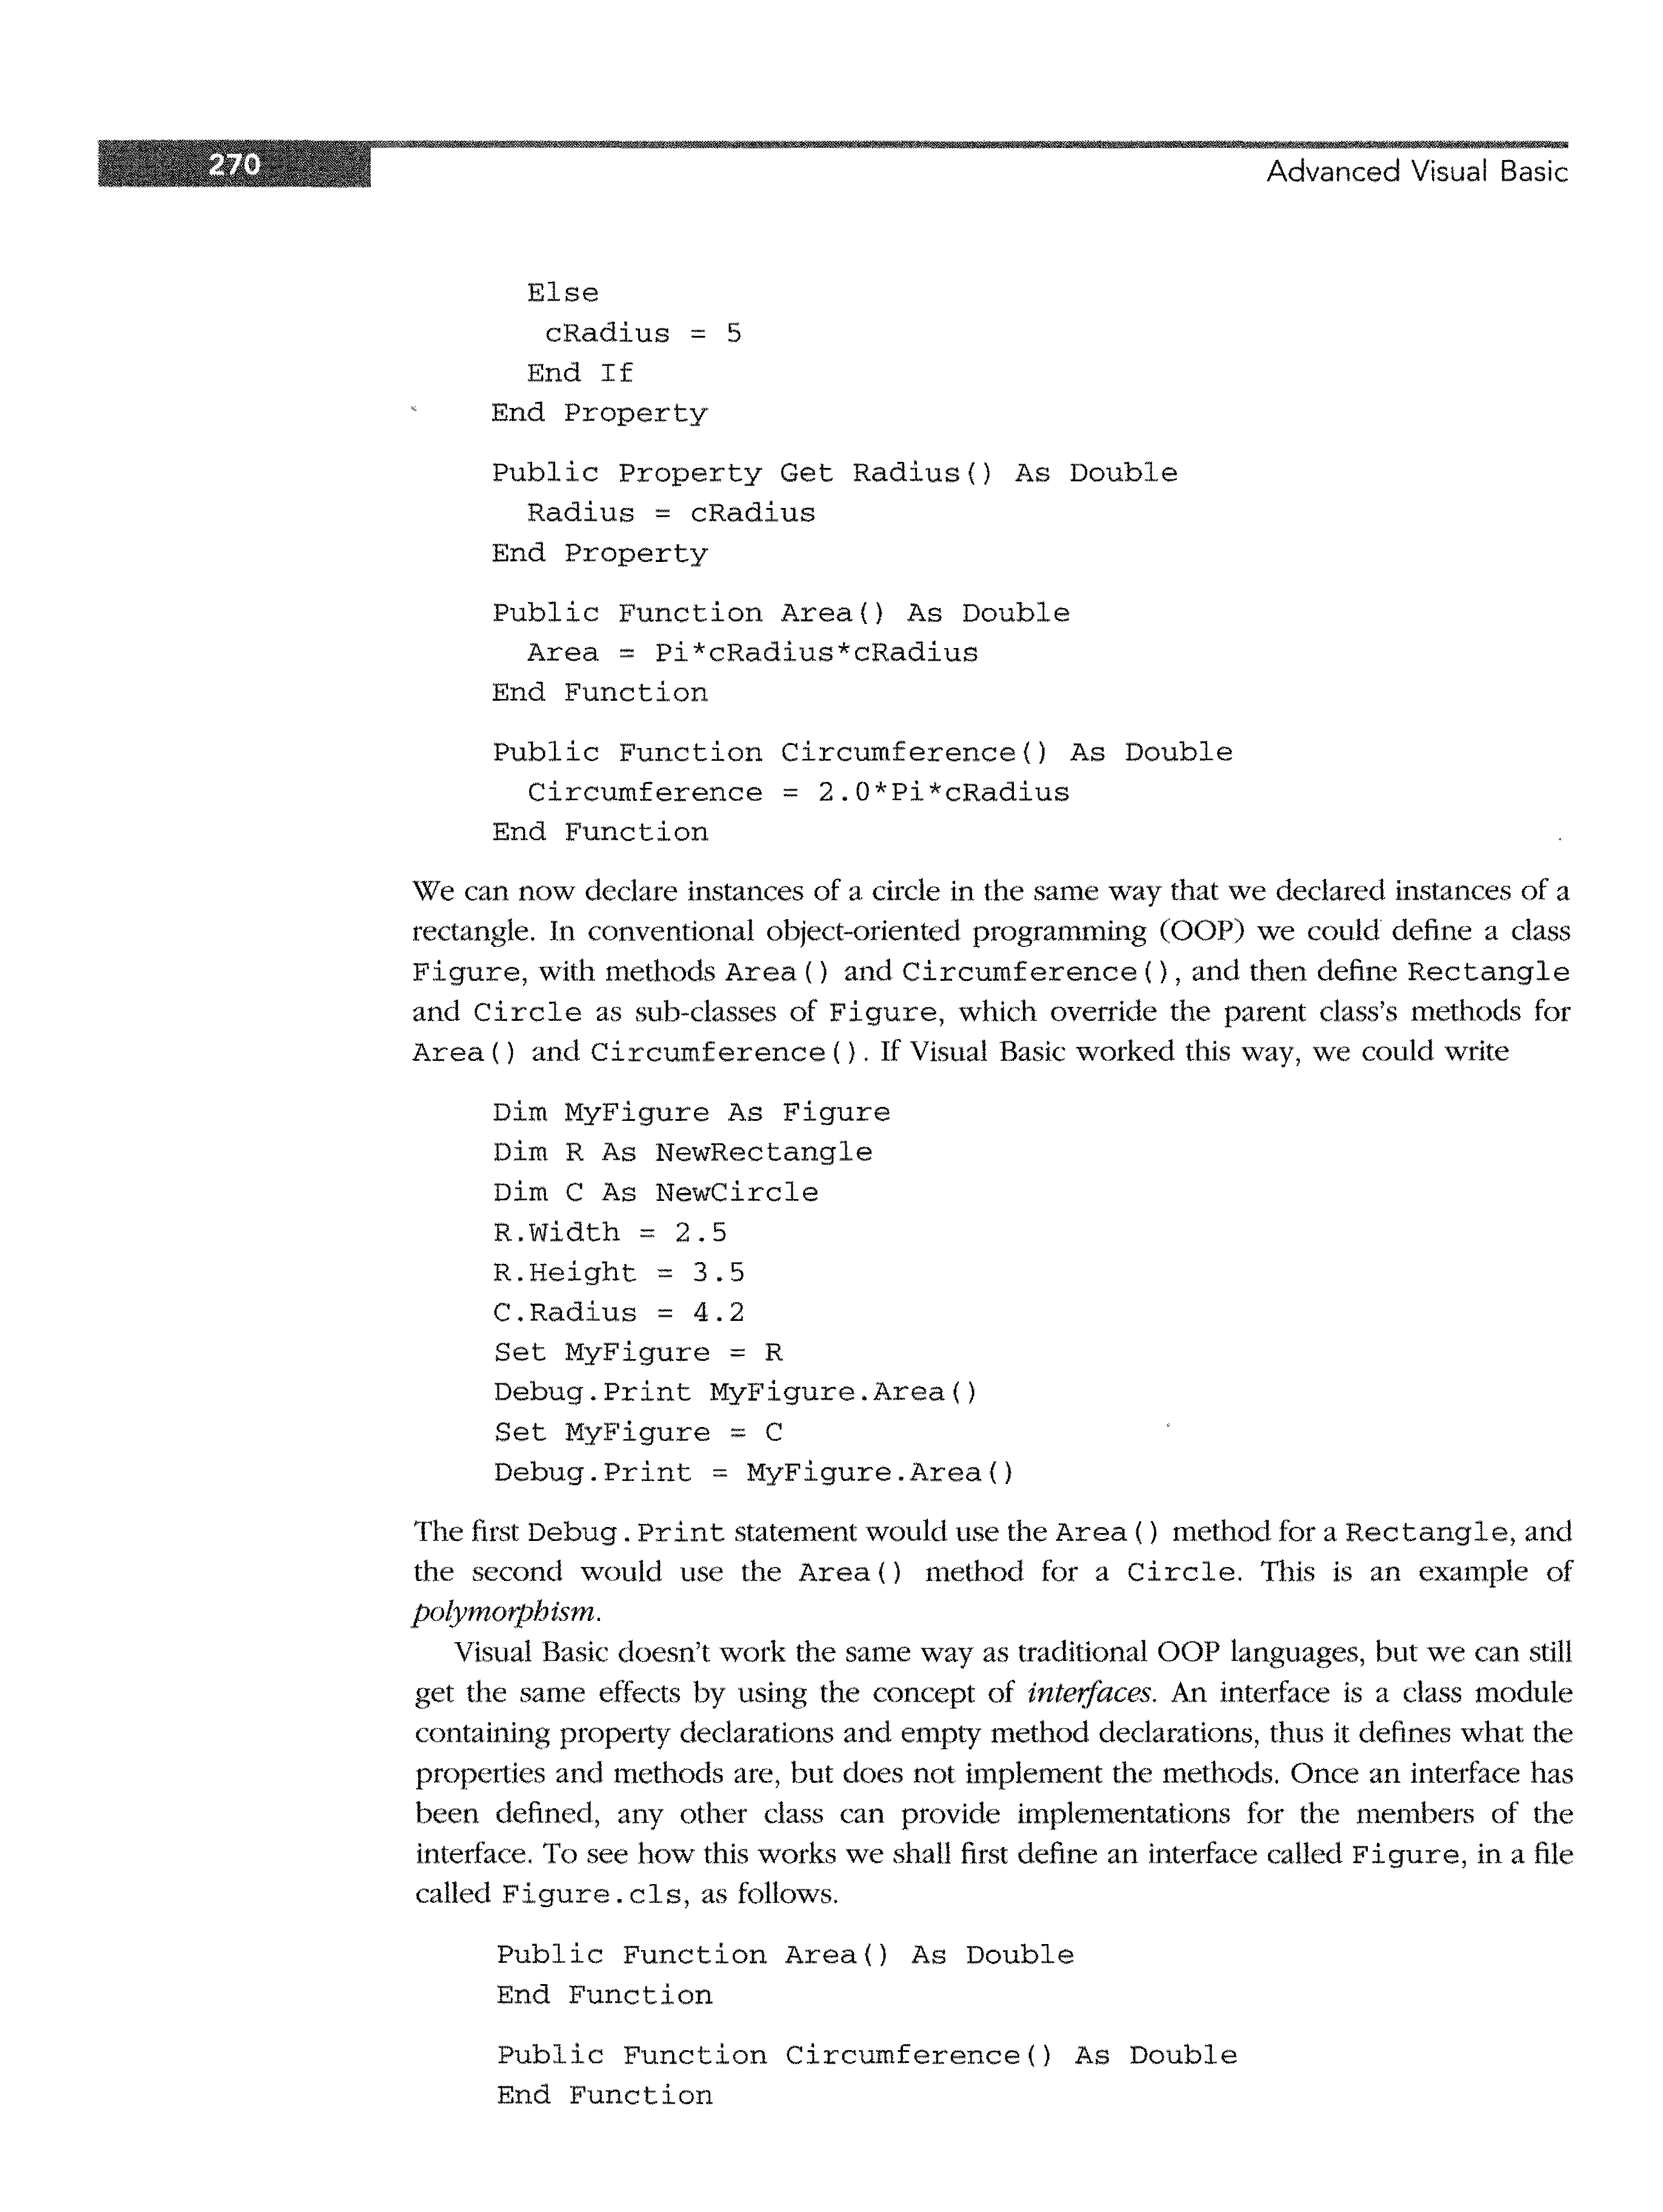 270
Advanced Visual Basic
Else
cRadius = 5
End If
End Property
Public Property Get Radius() As Double
Radius = cRadius
End Property
Public Function Area() As Double
Area = Pi*cRadius*cRadius
End Function
Public Function Circumference() As Double
Circumference = 2.0*Pi*cRadius
End Function
We can now declare instances of a circle in the same way that we declared instances of a
rectangle. In conventional object-oriented programming (OOP) we could define a class
Figure, with methods Area() and Circumference(), and then define Rectangle
and Circle as sub-classes of Figure, which override the parent class's methods for
Area() and Circumference(). If Visual Basic worked this way, we could write
Dim MyFigure As Figure
Dim R As NewRectangle
Dim C As NewCircle
R.Width = 2.5
R.Height = 3.5
C.Radius = 4.2
Set MyFigure = R
Debug.Print MyFigure.Area()
Set MyFigure = C
Debug.Print = MyFigure.Area()
The first Debug.Print statement would use the Area() method for a Rectangle, and
the second would use the Area() method for a Circle. This is an example of
polymorphism.
Visual Basic doesn't work the same way as traditional OOP languages, but we can still
get the same effects by using the concept of interfaces. An interface is a class module
containing property declarations and empty method declarations, thus it defines what the
properties and methods are, but does not implement the methods. Once an interface has
been defined, any other class can provide implementations for the members of the
interface. To see how this works we shall first define an interface called Figure, in a file
called Figure.cls, as follows.
Public Function Area() As Double
End Function
Public Function Circumference() As Double
End Function